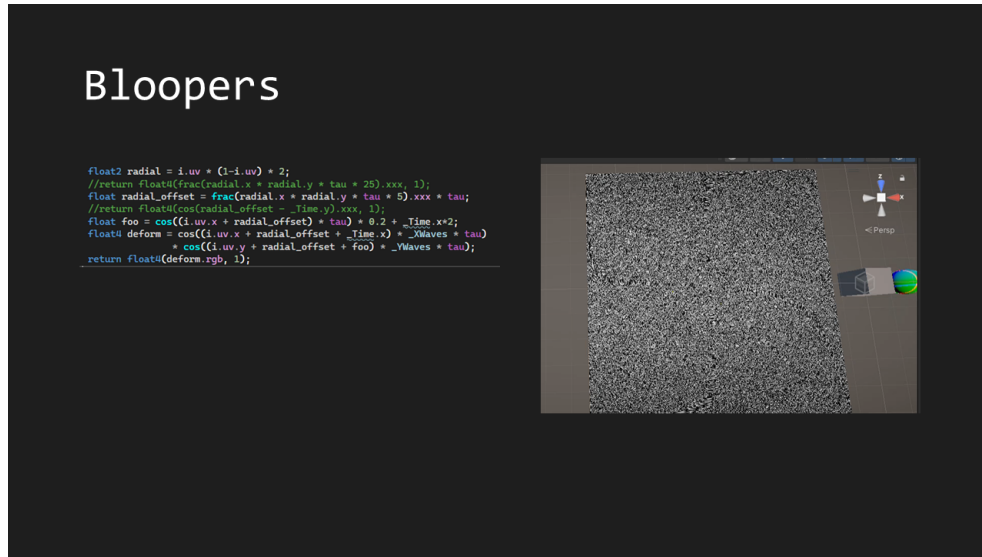 Bloopers
float2 radial = i.uv * (1-i.uv) * 2;
//return float4(frac(radial.x * radial.y * tau * 25).xxx, 1);
float radial_offset = frac(radial.x * radial.y * tau * 5).xxx * tau;
//return float4(cos(radial_offset - _Time.y).xxx, 1);
float foo = cos((i.uv.x + radial_offset) * tau) * 0.2 + _Time.x*2;
float4 deform = cos((i.uv.x + radial_offset + _Time.x) * _XWaves * tau)
* cos((i.uv.y + radial_offset + foo) * _YWaves * tau);
return float4(deform.rgb, 1);
z
x
Persp